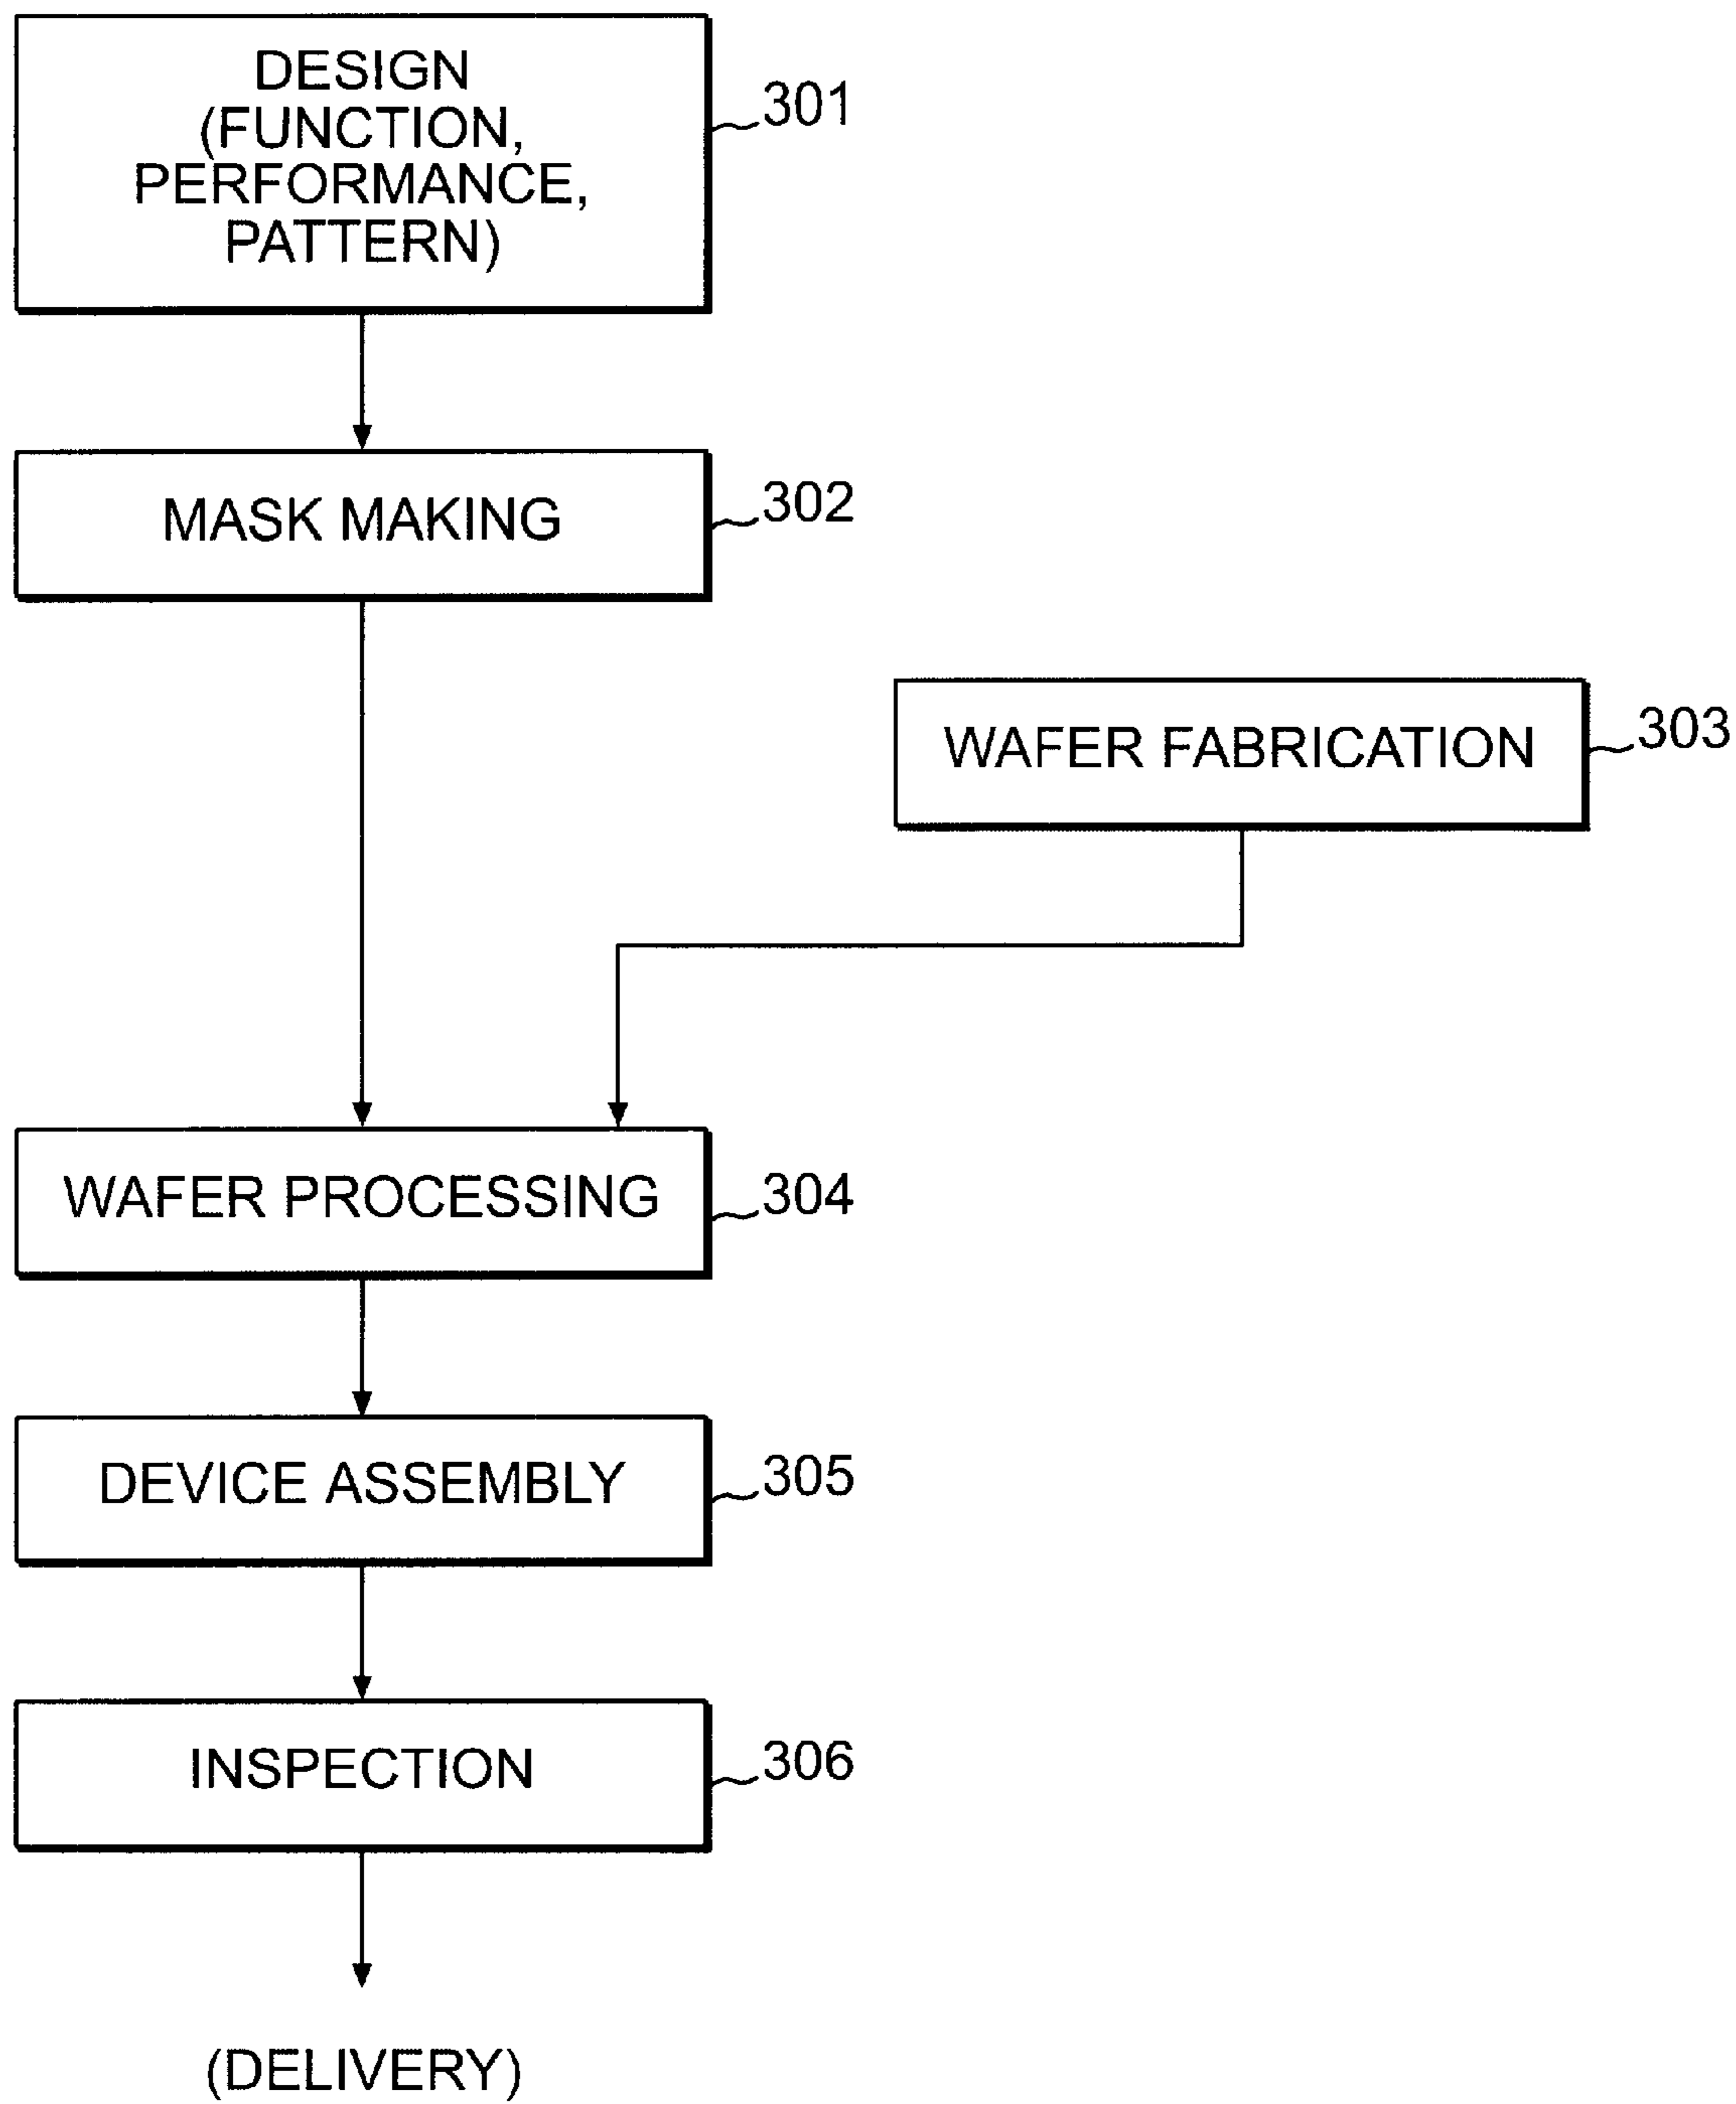 DESIGN
(FUNCTION,
PERFORMANCE,
PATTERN)
301
MASK MAKING
302
WAFER FABRICATION
303
WAFER PROCESSING
304
DEVICE ASSEMBLY
305
INSPECTION
306
(DELIVERY)